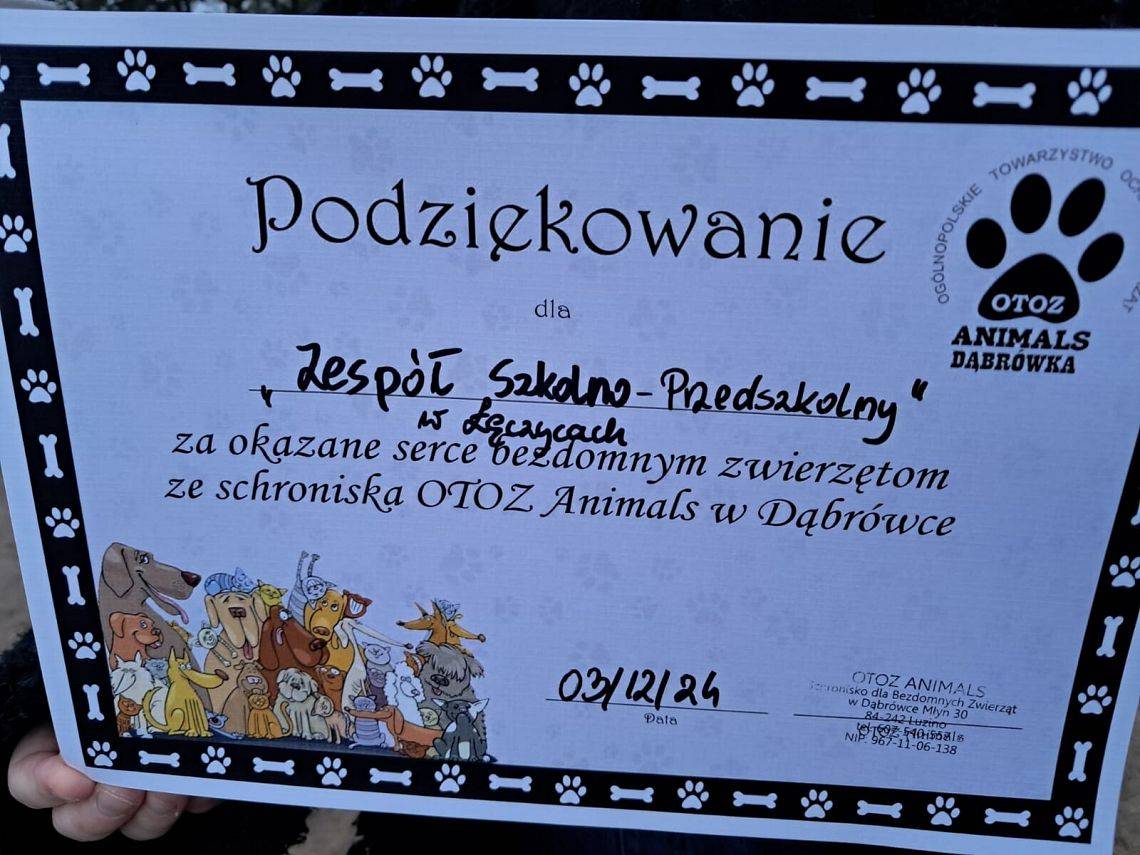 Podziękowanie
OGÓLNOPOLSKIE TOWARZYSTWO
OTOZ
ANIMALS
DĄBRÓWKA
dla
„Zespół Szkolno-Przedszkolny"
w Łęczycach
za okazane serce bezdomnym zwierzętom
ze schroniska OTOZ Animals w Dąbrówce
03/12/24
Data
OTOZ ANIMALS
Schronisko dla Bezdomnych Zwierząt
w Dąbrówce Młyn 30
84-242 Luzino
NIP. 967-11-06-138